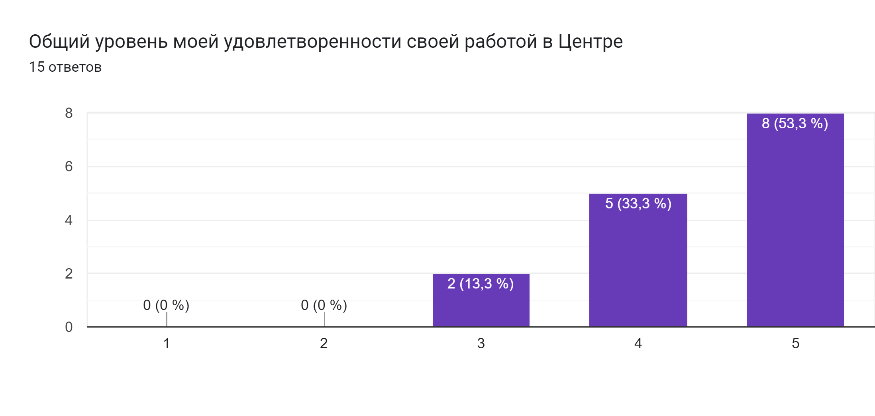 Общий уровень моей удовлетворенности своей работой в Центре
15 ответов
8
8 (53,3 %)
6
5 (33,3 %)
4
2
2 (13,3 %)
0 (0 %)
0 (0 %)
0
1
2
3
4
5